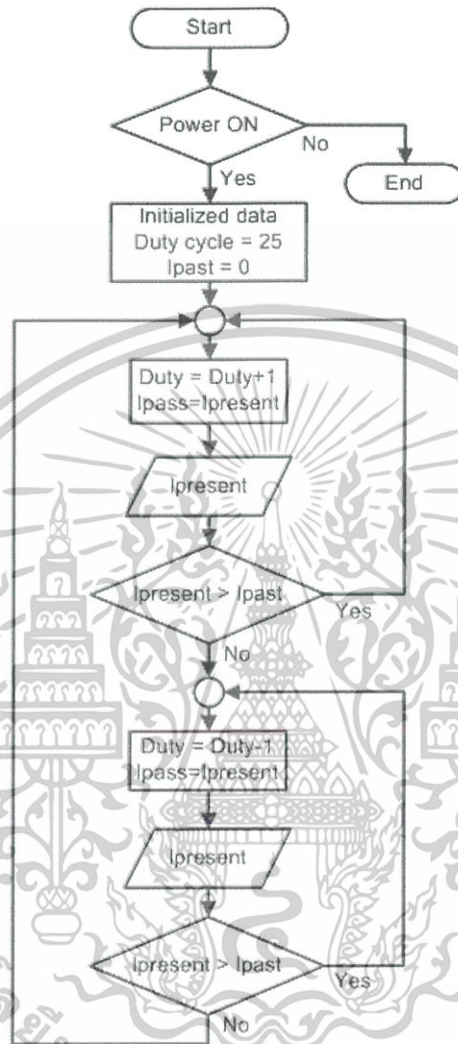 Start
Power ON
No
Yes
End
Initialized data
Duty cycle = 25
Ipast = 0
Duty = Duty+1
Ipass=Ipresent
Ipresent
Ipresent > Ipast
Yes
No
Duty = Duty-1
Ipass=Ipresent
Ipresent
Ipresent > Ipast
Yes
No